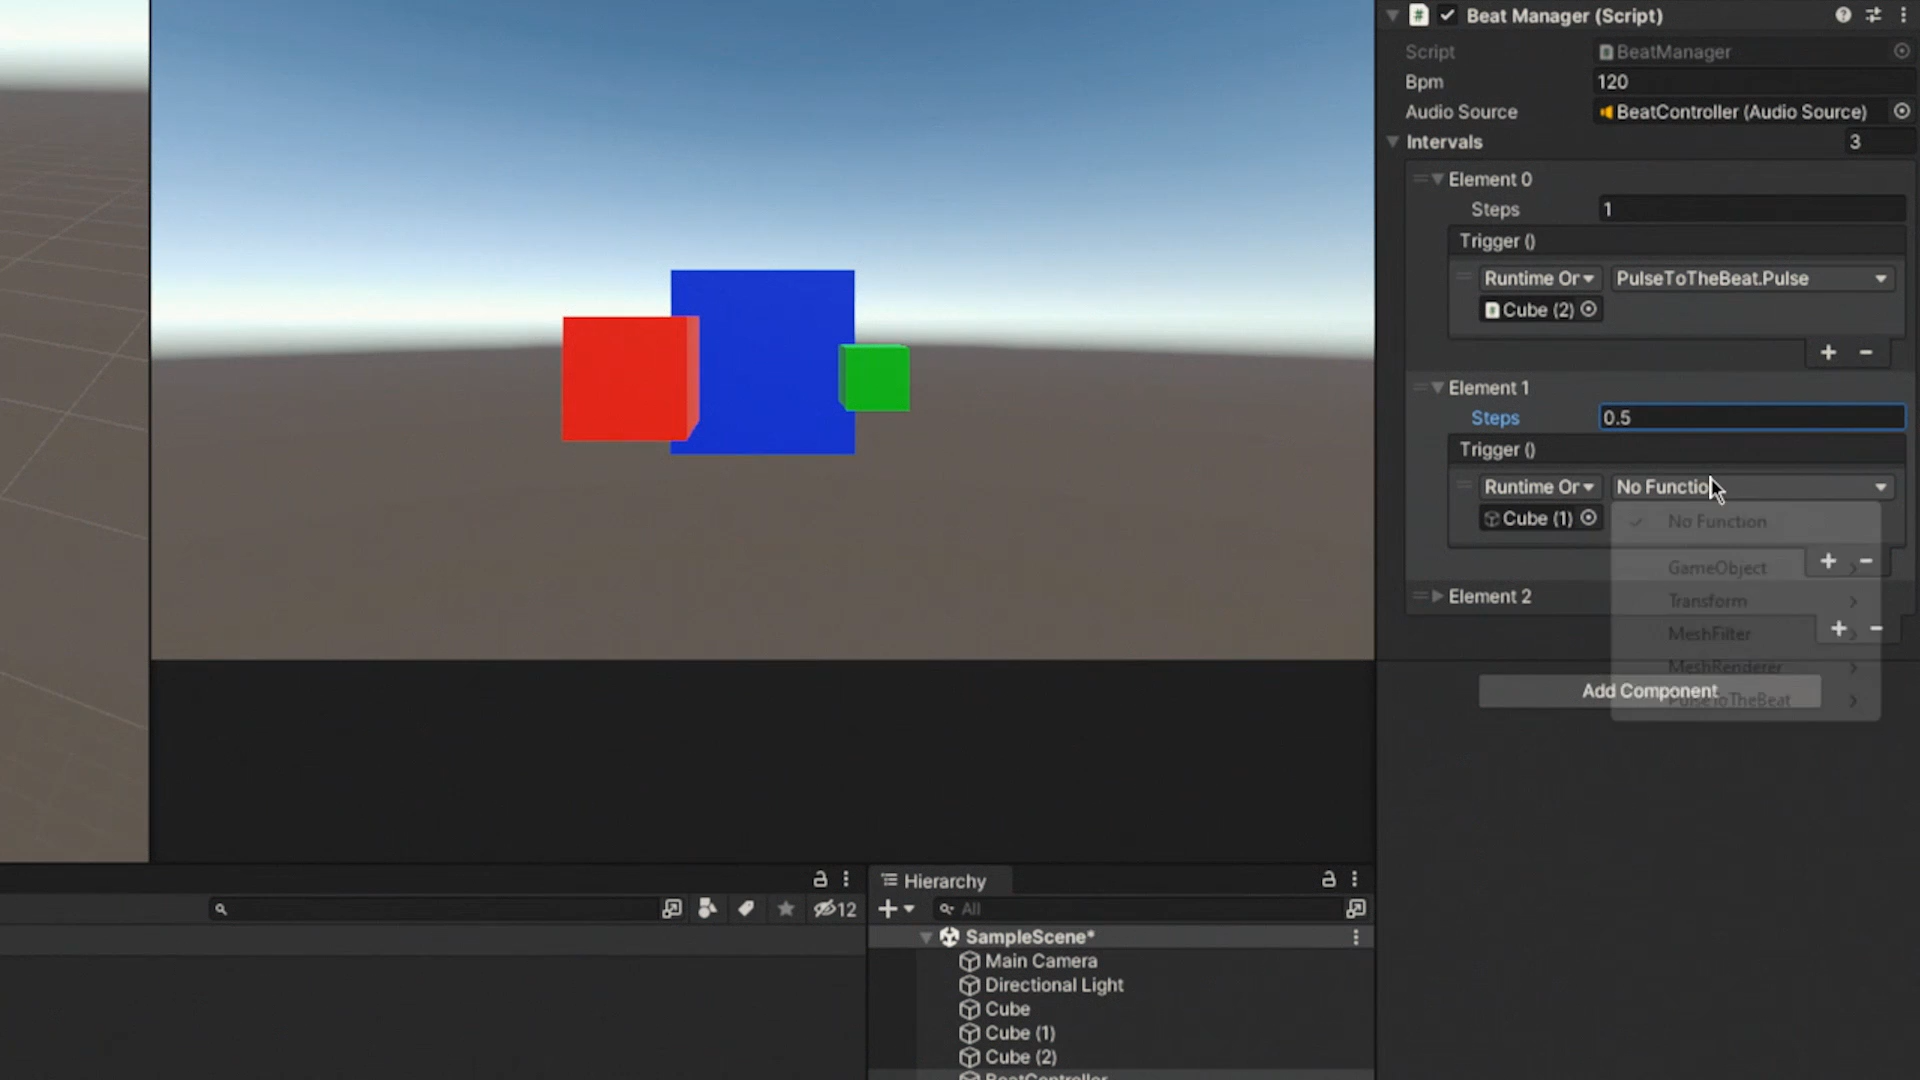 Beat Manager (Script)
Script BeatManager
Bpm 120
Audio Source BeatController (Audio Source)
Intervals 3
Element 0
Steps 1
Trigger ()
Runtime Or PulseToTheBeat.Pulse
Cube (2)
Element 1
Steps 0.5
Trigger ()
Runtime Or No Function
Cube (1)
No Function
GameObject
Transform
MeshFilter
MeshRenderer
PulseToTheBeat
Element 2
Add Component
12
Hierarchy
All
SampleScene*
Main Camera
Directional Light
Cube
Cube (1)
Cube (2)
BeatController